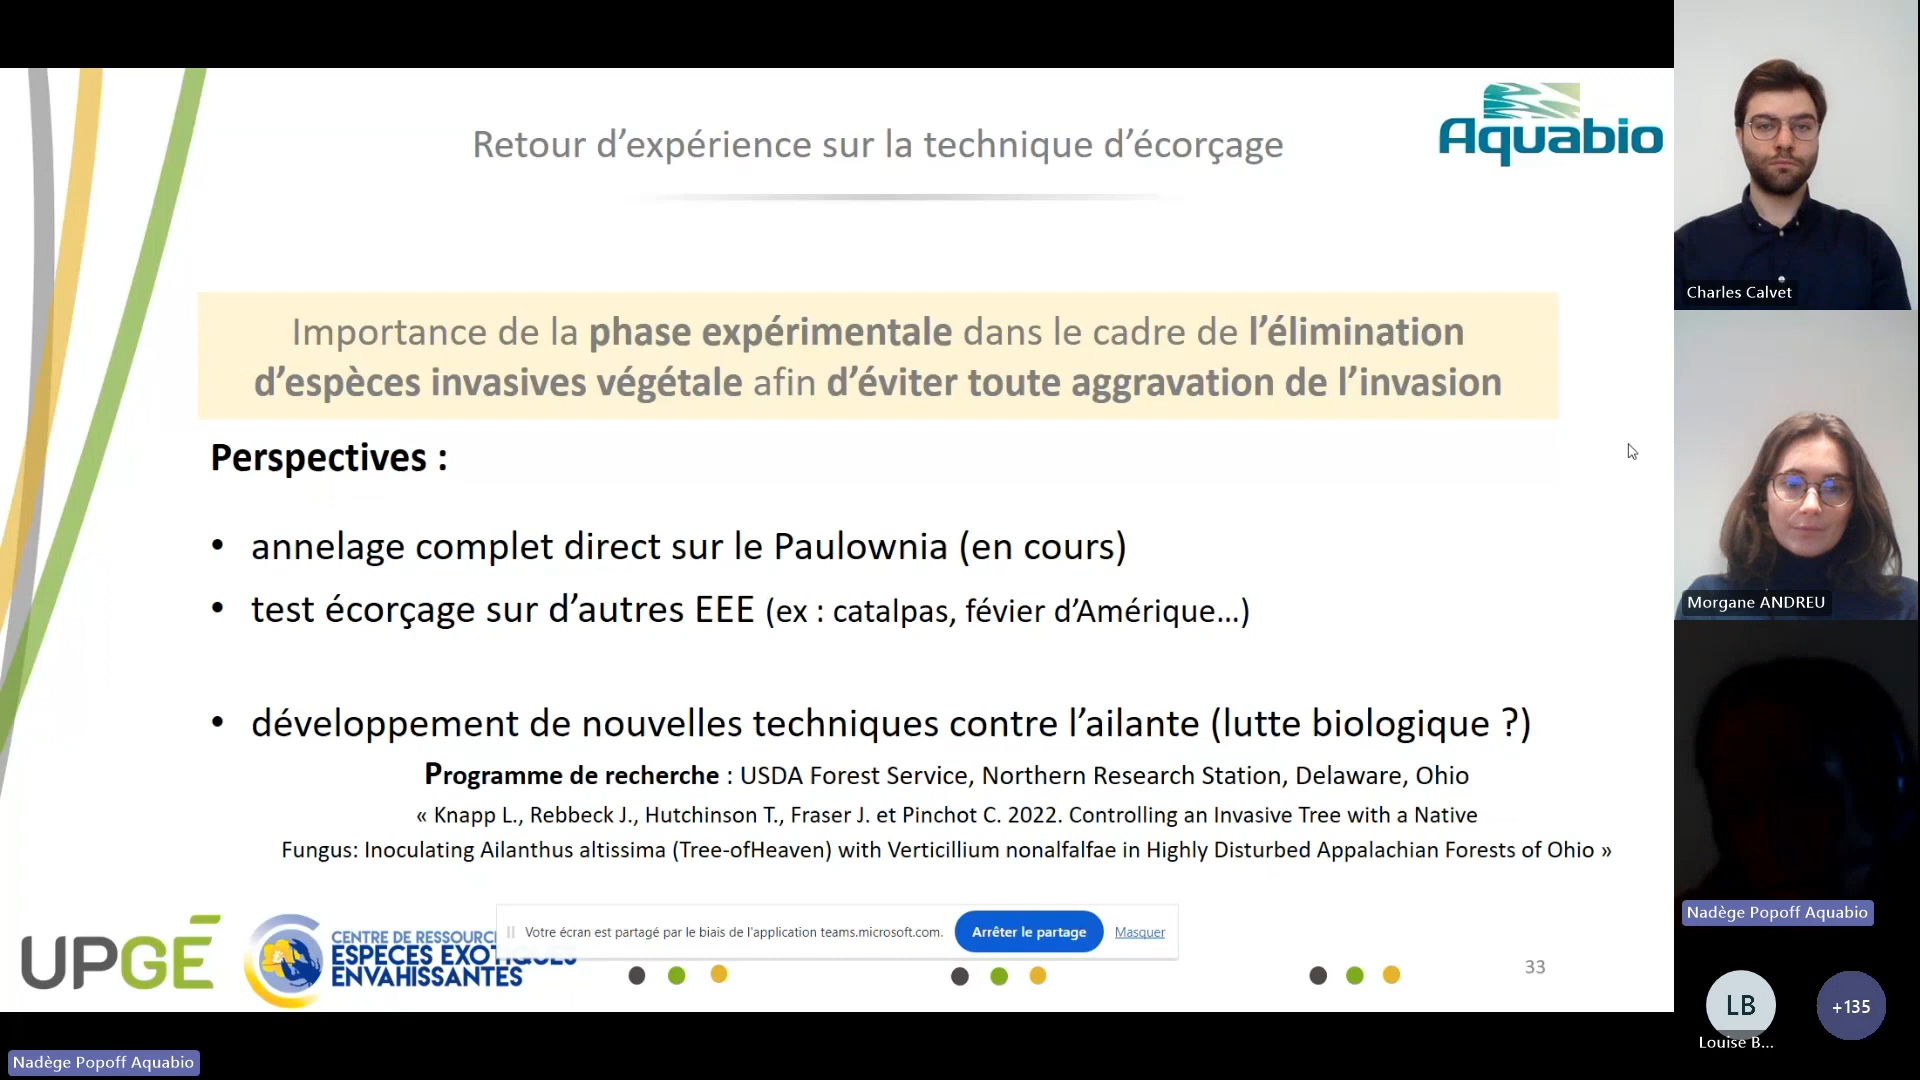 Retour d’expérience sur la technique d’écorçage
Aquabio
Importance de la phase expérimentale dans le cadre de l’élimination
d’espèces invasives végétale afin d’éviter toute aggravation de l’invasion
Perspectives :
• annelage complet direct sur le Paulownia (en cours)
• test écorçage sur d’autres EEE (ex : catalpas, févier d’Amérique…)
• développement de nouvelles techniques contre l’ailante (lutte biologique ?)
Programme de recherche : USDA Forest Service, Northern Research Station, Delaware, Ohio
« Knapp L., Rebbeck J., Hutchinson T., Fraser J. et Pinchot C. 2022. Controlling an Invasive Tree with a Native
Fungus: Inoculating Ailanthus altissima (Tree-ofHeaven) with Verticillium nonalfalfae in Highly Disturbed Appalachian Forests of Ohio »
UPGÉ
CENTRE DE RESSOURC
ESPÈCES EXOTIQUES
ENVAHISSANTES
Votre écran est partagé par le biais de l'application teams.microsoft.com.
Arrêter le partage
Masquer
33
Nadège Popoff Aquabio
Charles Calvet
Morgane ANDREU
Nadège Popoff Aquabio
LB
+135
Louise B...